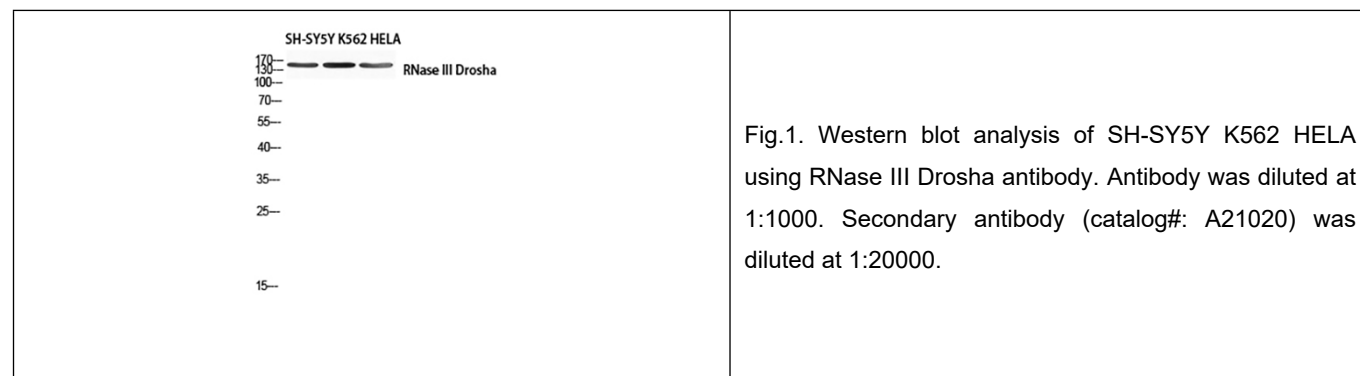 SH-SY5Y K562 HELA
170—
130—
RNase III Drosha
100—
70—
55—
40—
35—
25—
15—
Fig.1. Western blot analysis of SH-SY5Y K562 HELA
using RNase III Drosha antibody. Antibody was diluted at
1:1000. Secondary antibody (catalog#: A21020) was
diluted at 1:20000.